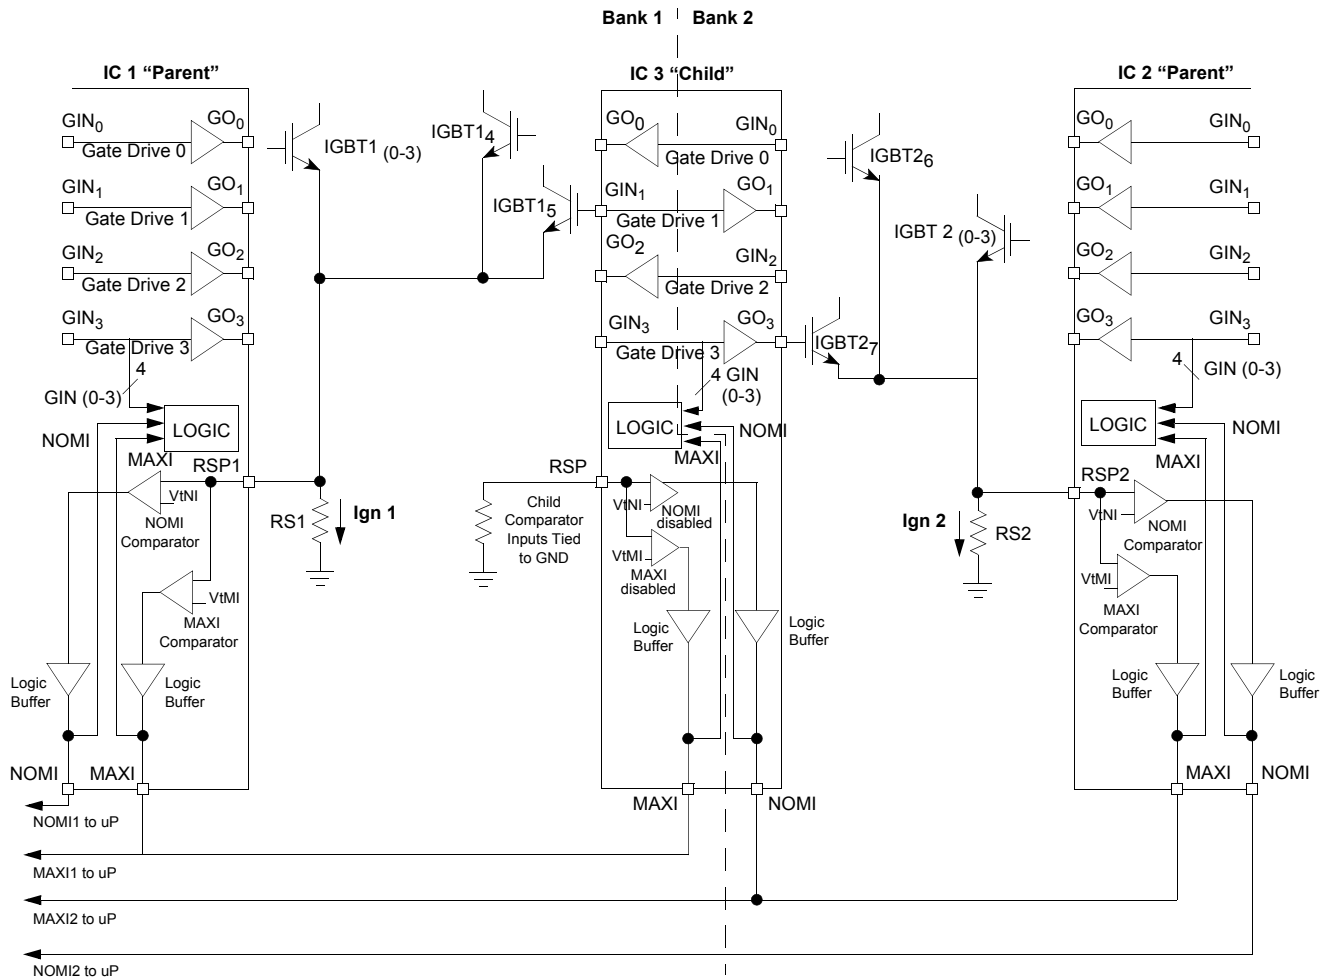 Bank 1
Bank 2
IC 1 “Parent”
IC 3 “Child”
IC 2 “Parent”
GIN0
GO0
Gate Drive 0
GIN1
GO1
Gate Drive 1
GIN2
GO2
Gate Drive 2
GIN3
GO3
Gate Drive 3
4
GIN (0-3)
LOGIC
NOMI
MAXI
RSP1
VtNI
NOMI
Comparator
VtMI
MAXI
Comparator
Logic
Buffer
Logic
Buffer
NOMI
MAXI
IGBT1 (0-3)
IGBT14
IGBT15
RS1
Ign 1
GO0
GIN0
Gate Drive 0
GIN1
GO1
Gate Drive 1
GO2
GIN2
Gate Drive 2
GIN3
GO3
Gate Drive 3
4 GIN
(0-3)
LOGIC
NOMI
MAXI
RSP
Child
Comparator
Inputs Tied
to GND
VtNI
NOMI
disabled
VtMI
MAXI
disabled
Logic
Buffer
Logic
Buffer
MAXI
NOMI
IGBT26
IGBT 2 (0-3)
IGBT27
Ign 2
RS2
GO0
GIN0
GO1
GIN1
GO2
GIN2
GO3
GIN3
4
GIN (0-3)
LOGIC
NOMI
MAXI
RSP2
VtNI
NOMI
Comparator
VtMI
MAXI
Comparator
Logic
Buffer
Logic
Buffer
MAXI
NOMI
NOMI1 to uP
MAXI1 to uP
MAXI2 to uP
NOMI2 to uP